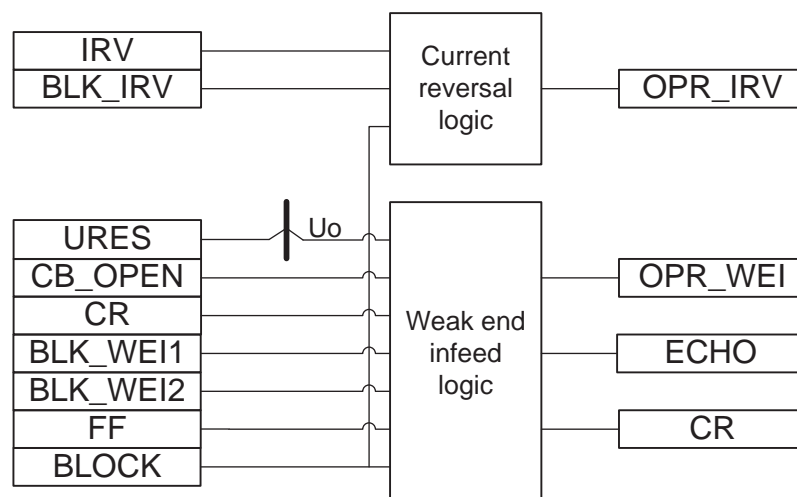 IRV
BLK_IRV
Current
reversal
logic
OPR_IRV
URES
Uo
CB_OPEN
CR
BLK_WEI1
BLK_WEI2
FF
BLOCK
Weak end
infeed
logic
OPR_WEI
ECHO
CR